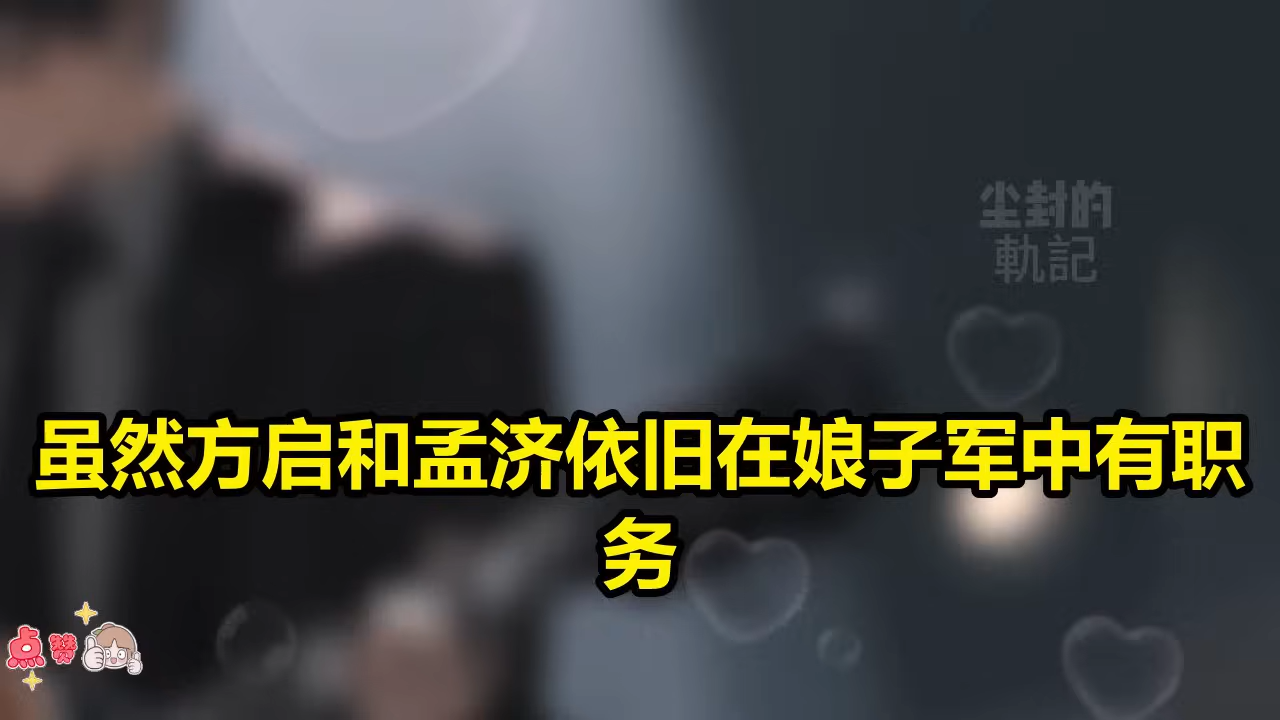 尘封的
軌記
虽然方启和孟济依旧在娘子军中有职
务
点赞